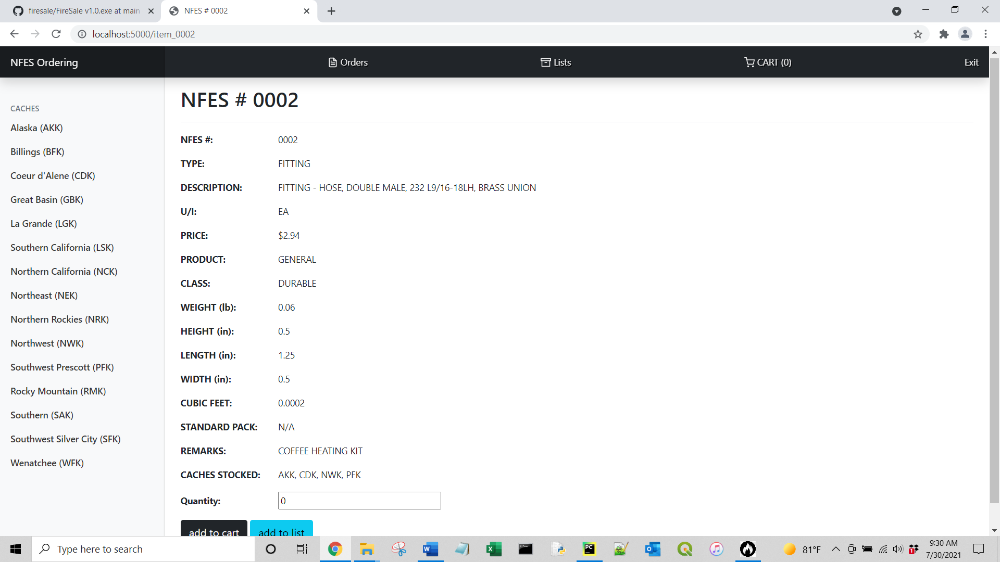 firesale/FireSale v1.0.exe at main
NFES # 0002
localhost:5000/item_0002
NFES Ordering
Orders
Lists
CART (0)
Exit
CACHES
Alaska (AKK)
Billings (BFK)
Coeur d'Alene (CDK)
Great Basin (GBK)
La Grande (LGK)
Southern California (LSK)
Northern California (NCK)
Northeast (NEK)
Northern Rockies (NRK)
Northwest (NWK)
Southwest Prescott (PFK)
Rocky Mountain (RMK)
Southern (SAK)
Southwest Silver City (SFK)
Wenatchee (WFK)
NFES # 0002
NFES #: 0002
TYPE: FITTING
DESCRIPTION: FITTING - HOSE, DOUBLE MALE, 232 L9/16-18LH, BRASS UNION
U/I: EA
PRICE: $2.94
PRODUCT: GENERAL
CLASS: DURABLE
WEIGHT (lb): 0.06
HEIGHT (in): 0.5
LENGTH (in): 1.25
WIDTH (in): 0.5
CUBIC FEET: 0.0002
STANDARD PACK: N/A
REMARKS: COFFEE HEATING KIT
CACHES STOCKED: AKK, CDK, NWK, PFK
Quantity: 0
add to cart add to list
Type here to search
81°F
9:30 AM
7/30/2021